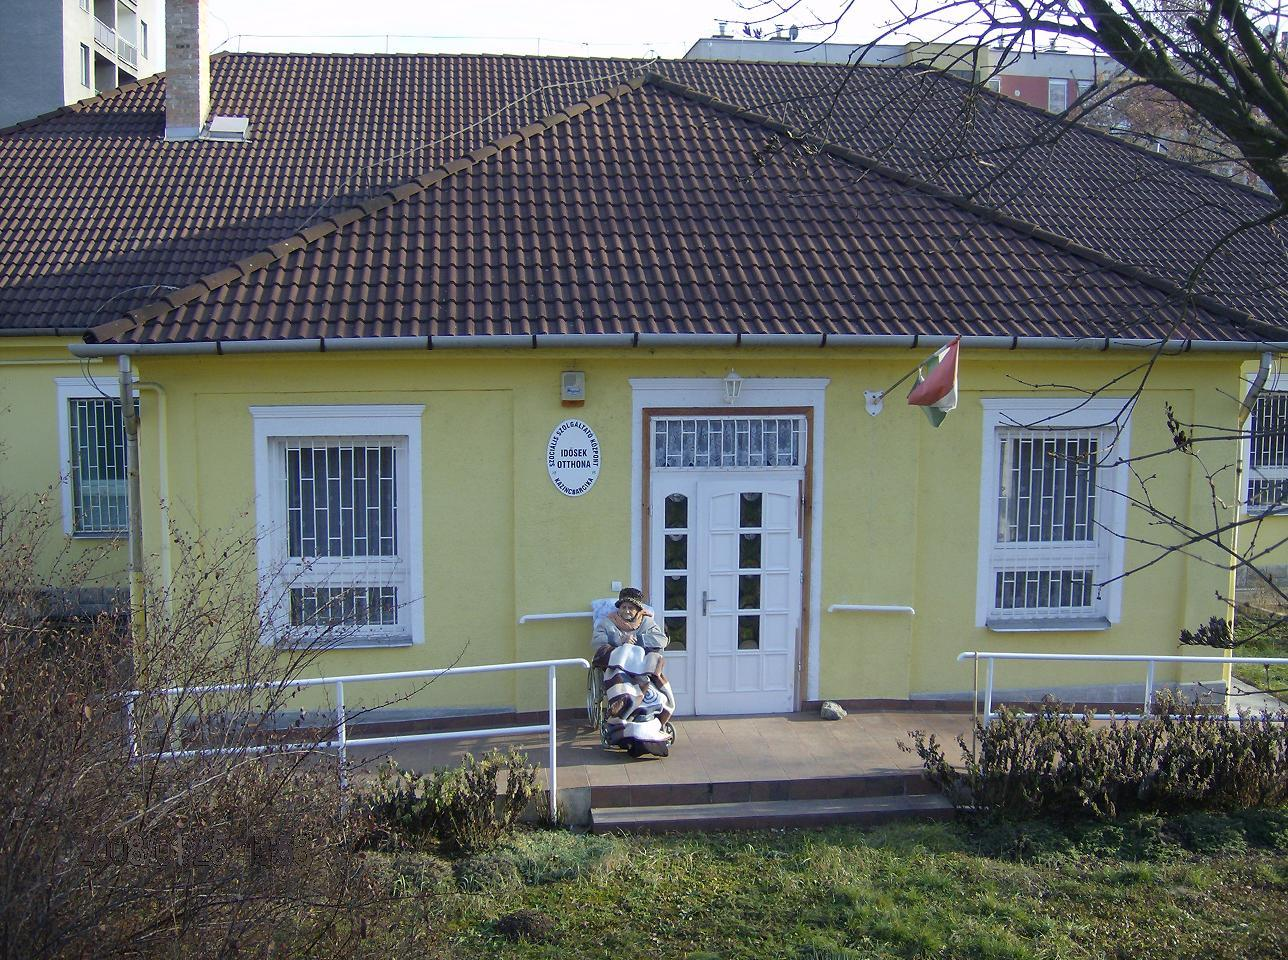 SZOCIÁLIS SZOLGÁLTATÓ KÖZPONT
IDŐSEK
OTTHONA
KAZINCBARCIKA